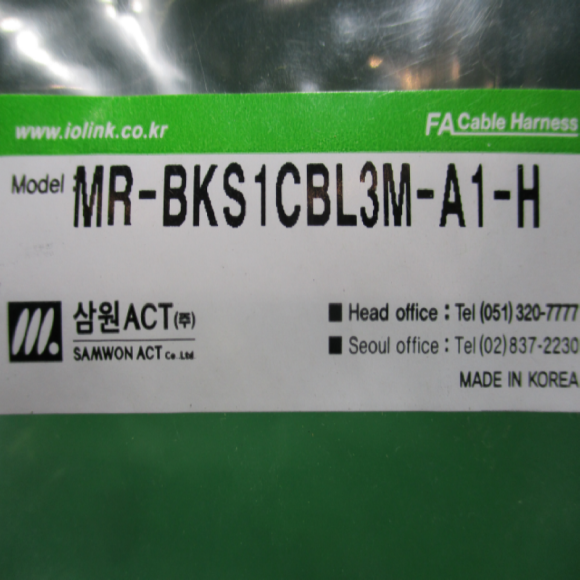 www.iolink.co.kr
FA Cable Harness
Model MR-BKS1CBL3M-A1-H
삼원ACT(주)
SAMWON ACT Co.,Ltd.
■ Head office : Tel (051) 320-7777
■ Seoul office : Tel (02) 837-2230
MADE IN KOREA